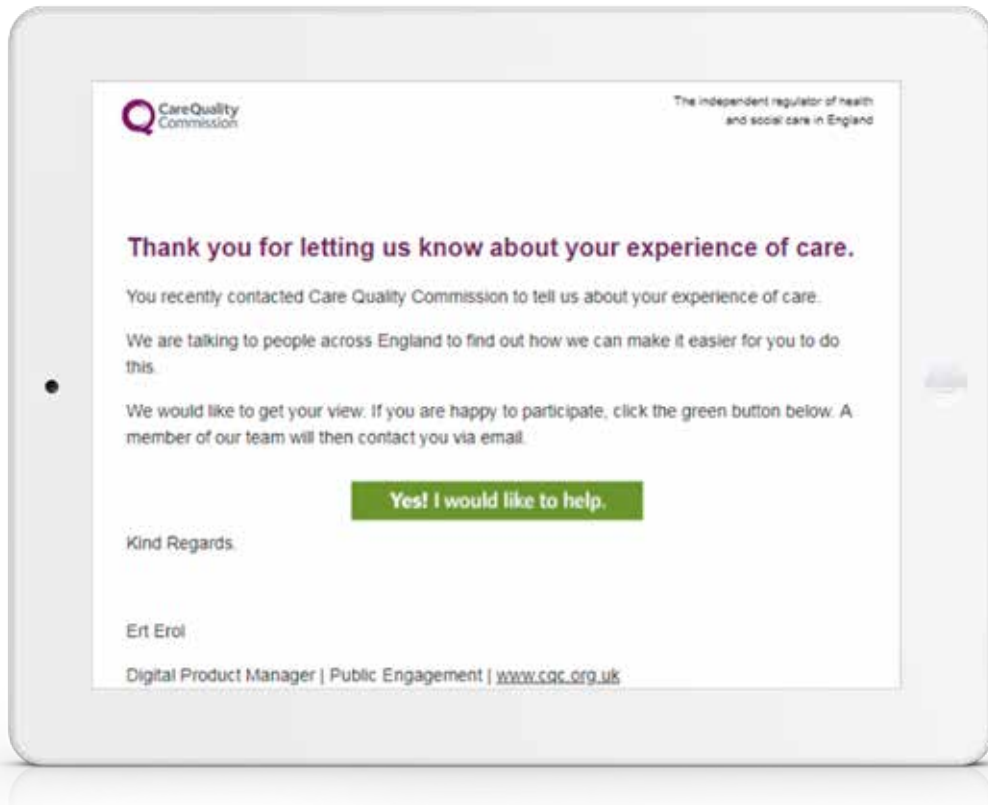 CareQuality
Commission
The independent regulator of health
and social care in England
Thank you for letting us know about your experience of care.
You recently contacted Care Quality Commission to tell us about your experience of care.
We are talking to people across England to find out how we can make it easier for you to do
this.
We would like to get your view. If you are happy to participate, click the green button below. A
member of our team will then contact you via email.
Yes! I would like to help.
Kind Regards.
Ert Erol
Digital Product Manager | Public Engagement | www.cqc.org.uk